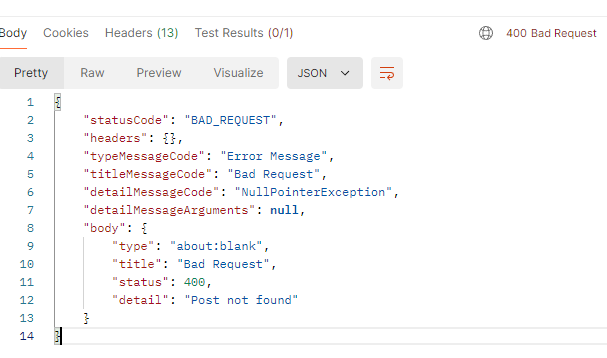 Body Cookies Headers (13) Test Results (0/1) 400 Bad Request
Pretty Raw Preview Visualize JSON
1 {
2 "statusCode": "BAD_REQUEST",
3 "headers": {},
4 "typeMessageCode": "Error Message",
5 "titleMessageCode": "Bad Request",
6 "detailMessageCode": "NullPointerException",
7 "detailMessageArguments": null,
8 "body": {
9 "type": "about:blank",
10 "title": "Bad Request",
11 "status": 400,
12 "detail": "Post not found"
13 }
14 }